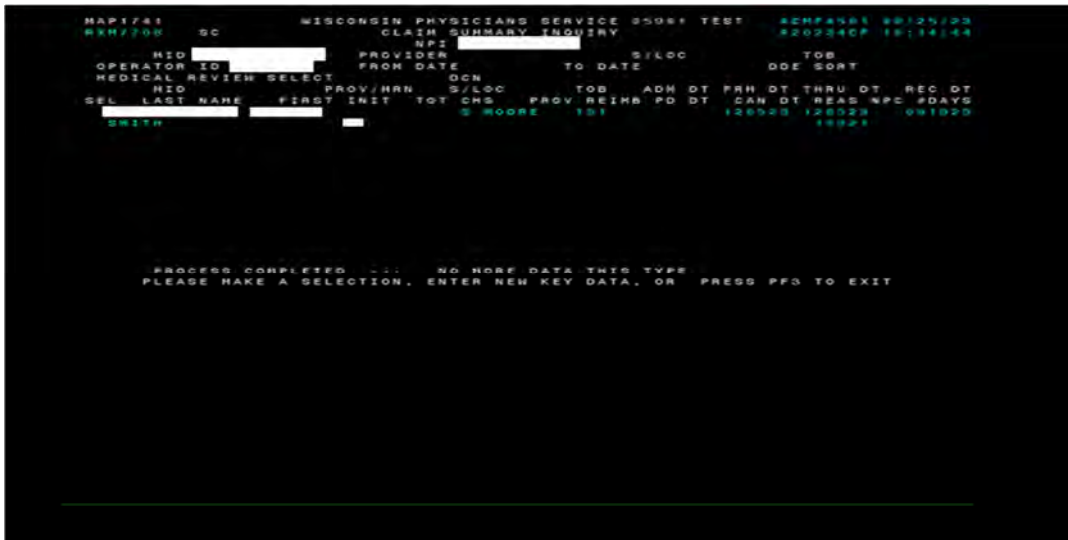 MAP1741 WISCONSIN PHYSICIANS SERVICE 05901 TEST
SC CLAIM SUMMARY INQUIRY
NPI
MID PROVIDER S/LOC TOB
OPERATOR ID FROM DATE TO DATE DDE SORT
MEDICAL REVIEW SELECT DCN
MID PROV/MRN S/LOC TOB ADM DT FRM DT THRU DT REC DT
SEL LAST NAME FIRST INIT TOT CHG PROV REIMB PD DT CAN DT REAS NPC #DAYS
SMITH
PROCESS COMPLETED --- NO MORE DATA THIS TYPE
PLEASE MAKE A SELECTION, ENTER NEW KEY DATA, OR PRESS PF3 TO EXIT